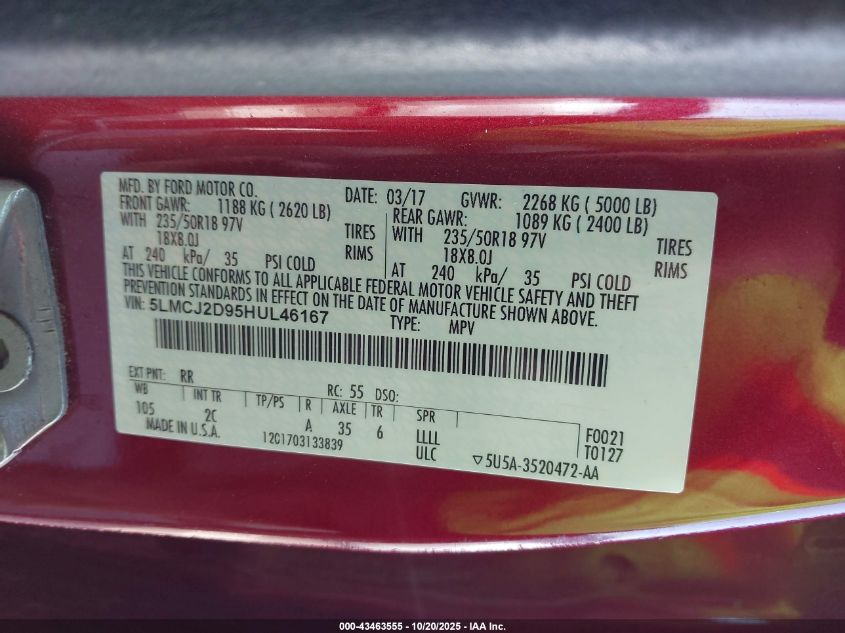 MFD. BY FORD MOTOR CO. DATE: 03/17 GVWR: 2268 KG ( 5000 LB)
FRONT GAWR: 1188 KG ( 2620 LB) REAR GAWR: 1089 KG ( 2400 LB)
WITH 235/50R18 97V TIRES WITH 235/50R18 97V TIRES
18X8.0J RIMS 18X8.0J RIMS
AT 240 kPa/ 35 PSI COLD AT 240 kPa/ 35 PSI COLD
THIS VEHICLE CONFORMS TO ALL APPLICABLE FEDERAL MOTOR VEHICLE SAFETY AND THEFT
PREVENTION STANDARDS IN EFFECT ON THE DATE OF MANUFACTURE SHOWN ABOVE.
VIN: 5LMCJ2D95HUL46167 TYPE: MPV
EXT PNT: RR RC: 55 DSO:
WB INT TR TP/PS R AXLE TR SPR
105 2C A 35 6 LLLL F0021
MADE IN U.S.A. 12C1703133839 ULC ▽5U5A-3520472-AA T0127
000-43463555 - 10/20/2025 - IAA Inc.